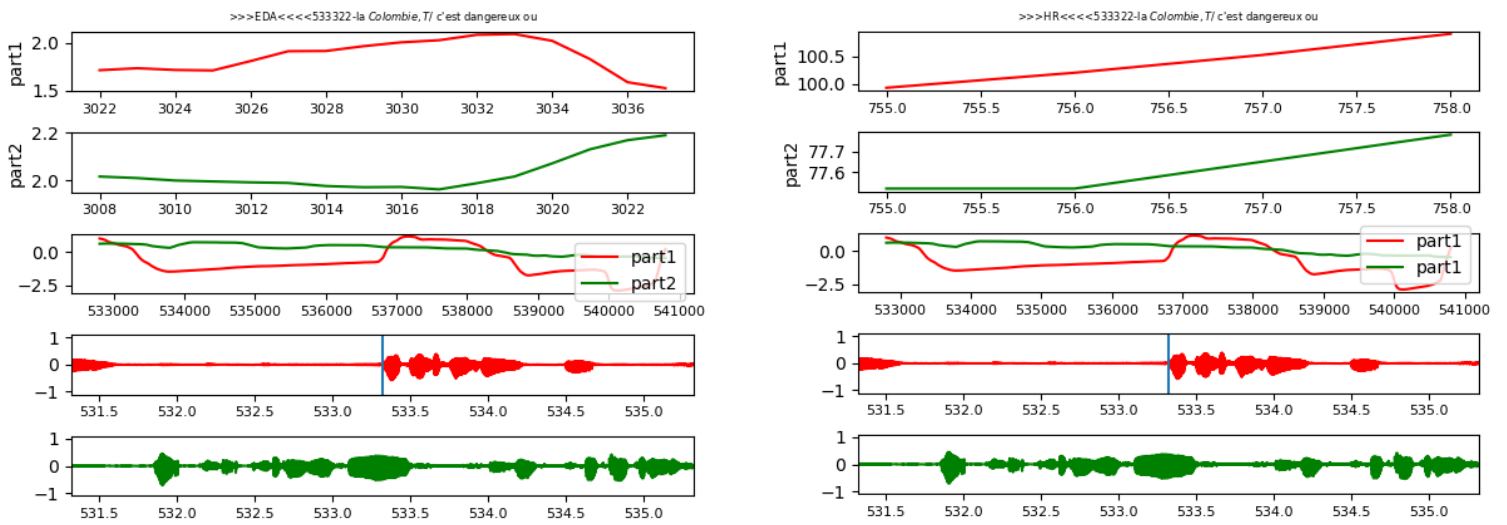 >>>EDA<<<<533322-la Colombie, T/ c'est dangereux ou
part1
2.0
1.5
3022 3024 3026 3028 3030 3032 3034 3036
part2
2.2
2.0
3008 3010 3012 3014 3016 3018 3020 3022
0.0
−2.5
part1
part2
533000 534000 535000 536000 537000 538000 539000 540000 541000
1
0
−1
531.5 532.0 532.5 533.0 533.5 534.0 534.5 535.0
1
0
−1
531.5 532.0 532.5 533.0 533.5 534.0 534.5 535.0
>>>HR<<<<533322-la Colombie, T/ c'est dangereux ou
part1
100.5
100.0
755.0 755.5 756.0 756.5 757.0 757.5 758.0
part2
77.7
77.6
755.0 755.5 756.0 756.5 757.0 757.5 758.0
0.0
−2.5
part1
part1
533000 534000 535000 536000 537000 538000 539000 540000 541000
1
0
−1
531.5 532.0 532.5 533.0 533.5 534.0 534.5 535.0
1
0
−1
531.5 532.0 532.5 533.0 533.5 534.0 534.5 535.0